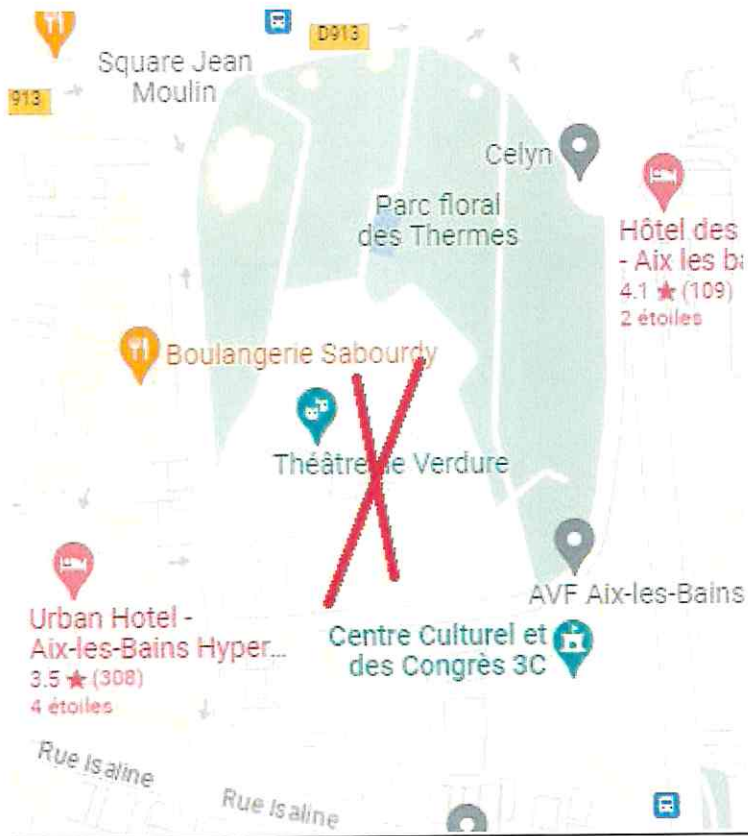 D913
Square Jean
Moulin
913
Celyn
Parc floral
des Thermes
Hôtel des
- Aix les ba
4.1 ★ (109)
2 étoiles
Boulangerie Sabourdy
Théâtre de Verdure
AVF Aix-les-Bains
Urban Hotel -
Aix-les-Bains Hyper...
3.5 ★ (308)
4 étoiles
Centre Culturel et
des Congrès 3C
Rue Isaline
Rue Isaline